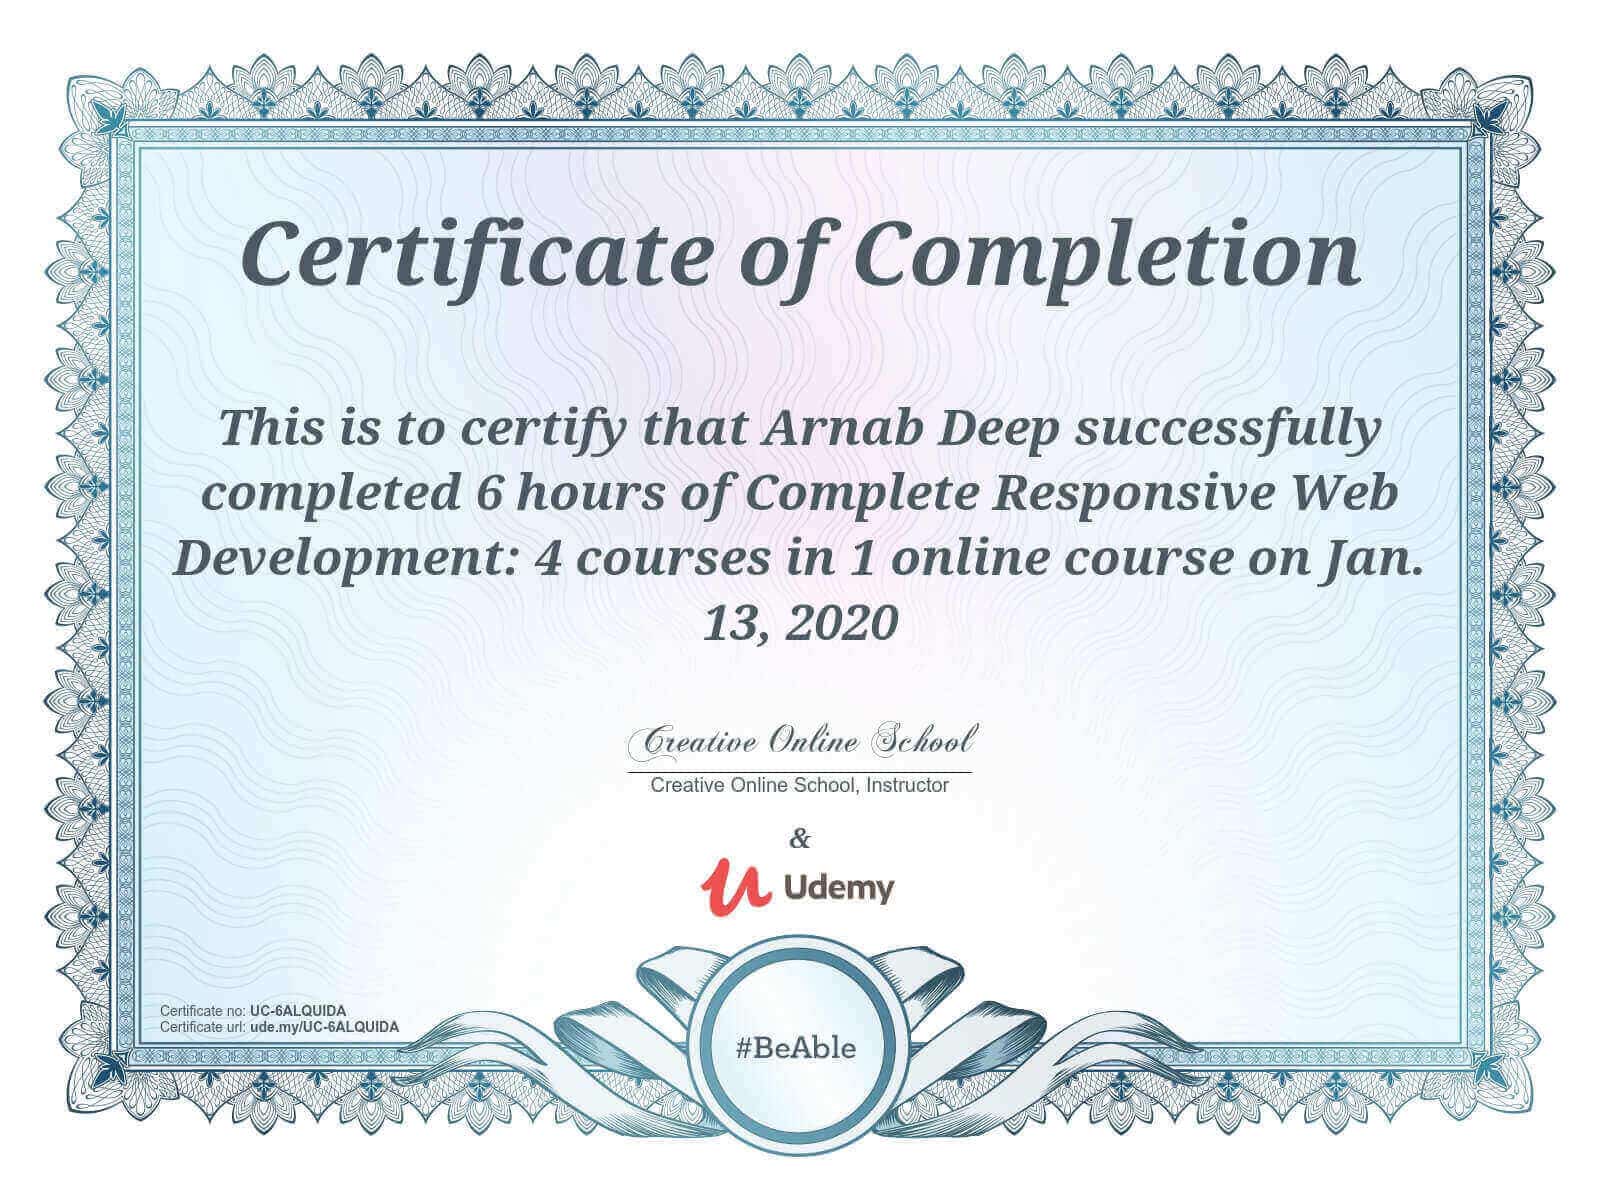 Certificate of Completion
This is to certify that Arnab Deep successfully
completed 6 hours of Complete Responsive Web
Development: 4 courses in 1 online course on Jan.
13, 2020
Creative Online School
Creative Online School, Instructor
&
Udemy
Certificate no: UC-6ALQUIDA
Certificate url: ude.my/UC-6ALQUIDA
#BeAble